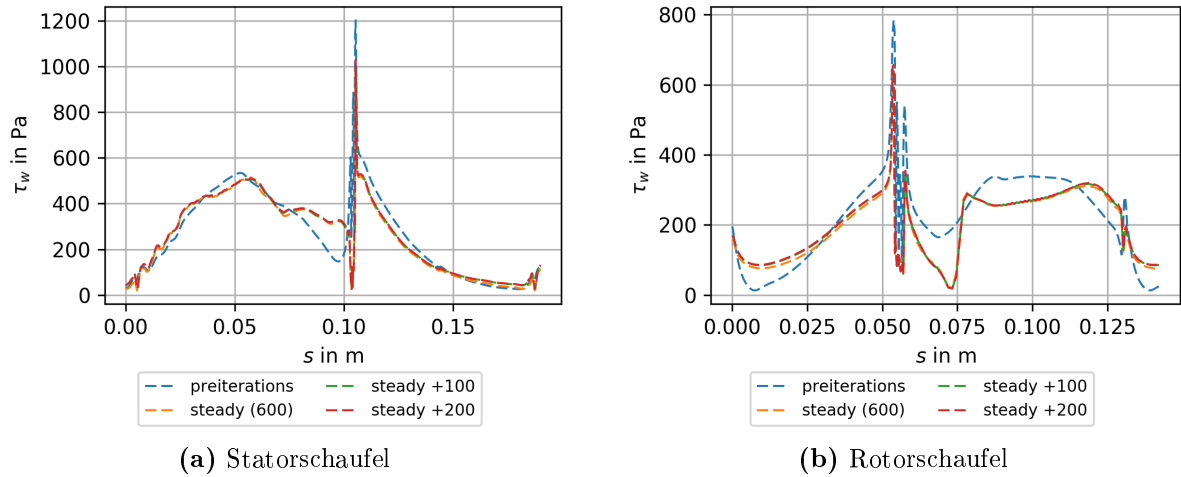 1200
1000
800
600
400
200
0
τw in Pa
0.00 0.05 0.10 0.15
s in m
preiterations steady +100
steady (600) steady +200
(a) Statorschaufel
800
600
400
200
0
τw in Pa
0.000 0.025 0.050 0.075 0.100 0.125
s in m
preiterations steady +100
steady (600) steady +200
(b) Rotorschaufel